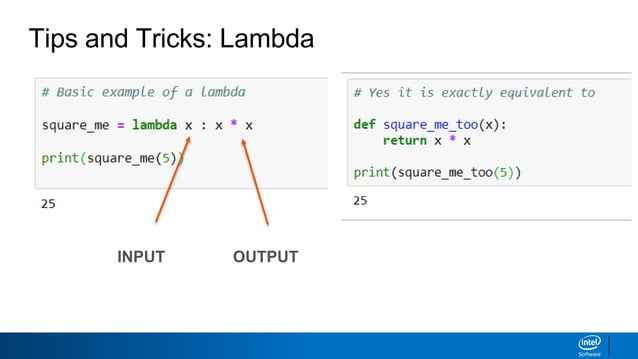 Tips and Tricks: Lambda
# Basic example of a lambda
square_me = lambda x : x * x
print(square_me(5))
25
INPUT
OUTPUT
# Yes it is exactly equivalent to
def square_me_too(x):
return x * x
print(square_me_too(5))
25
intel
Software